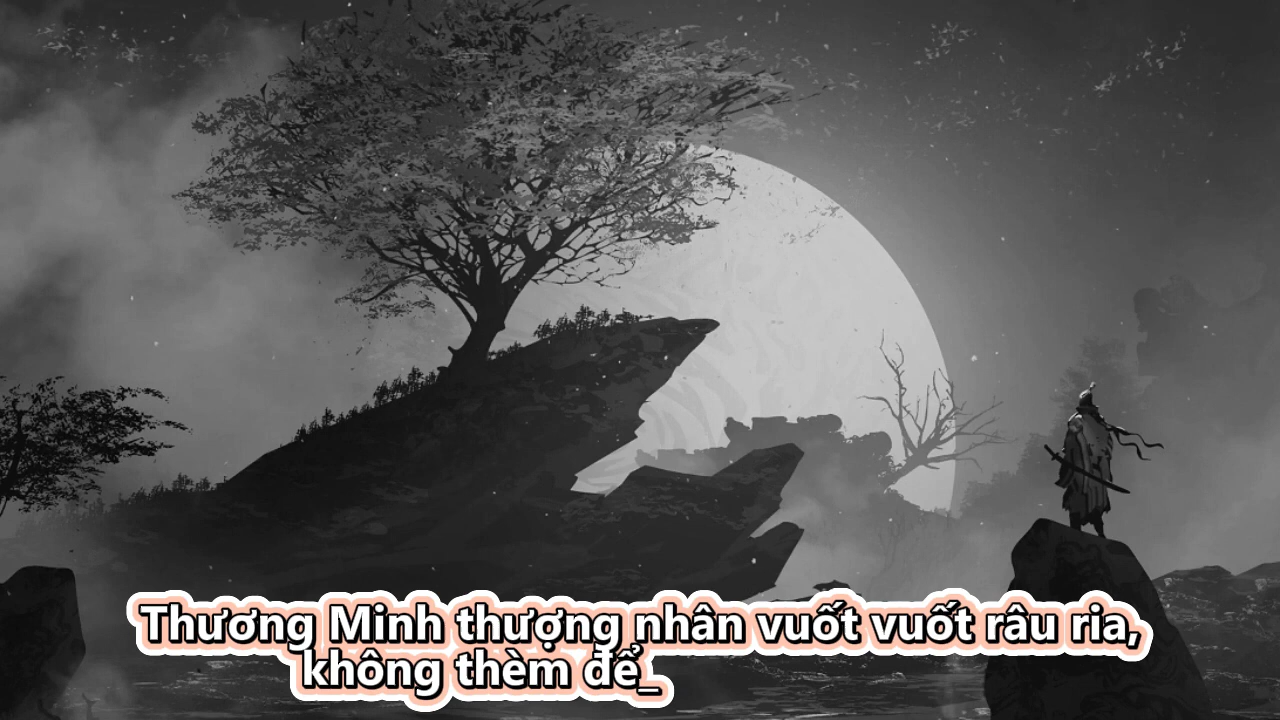 Thương Minh thượng nhân vuốt vuốt râu ria,
không thèm để_